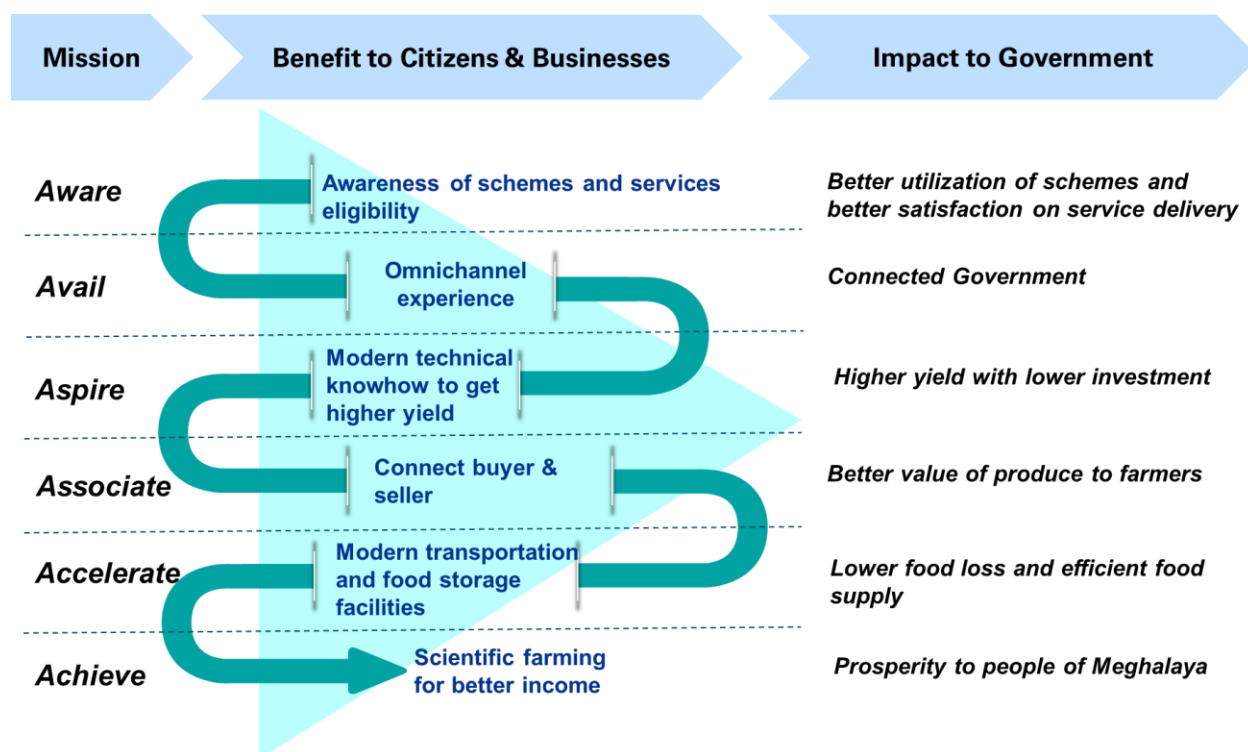 Mission
Benefit to Citizens & Businesses
Impact to Government
Aware
Awareness of schemes and services
eligibility
Better utilization of schemes and
better satisfaction on service delivery
Avail
Omnichannel
experience
Connected Government
Aspire
Modern technical
knowhow to get
higher yield
Higher yield with lower investment
Associate
Connect buyer &
seller
Better value of produce to farmers
Accelerate
Modern transportation
and food storage
facilities
Lower food loss and efficient food
supply
Achieve
Scientific farming
for better income
Prosperity to people of Meghalaya